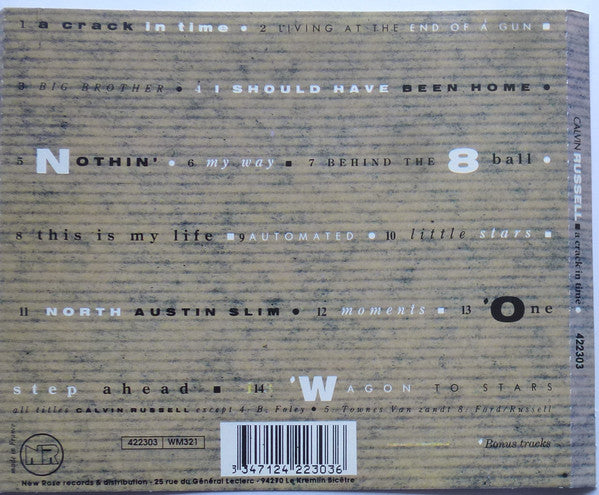 1 a crack in time • 2 LIVING AT THE END OF A GUN ■
3 BIG BROTHER • 4 I SHOULD HAVE BEEN HOME •
5 NOTHIN' • 6 my way ■ 7 BEHIND THE 8 ball •
8 this is my life ■ 9 AUTOMATED • 10 little stars ■
11 NORTH AUSTIN SLIM • 12 moments ■ 13 'One
step ahead ■ 14 'WAGON TO STARS
all titles CALVIN RUSSELL except 4: B. Foley • 5: Townes Van zandt 8: Ford/Russell
made in France
NR
422303 WM321
3 347124 223036
*Bonus tracks
New Rose records & distribution - 25 rue du Général Leclerc - 94270 Le Kremlin Bicêtre
CALVIN RUSSELL ■ a crack in time • 422303